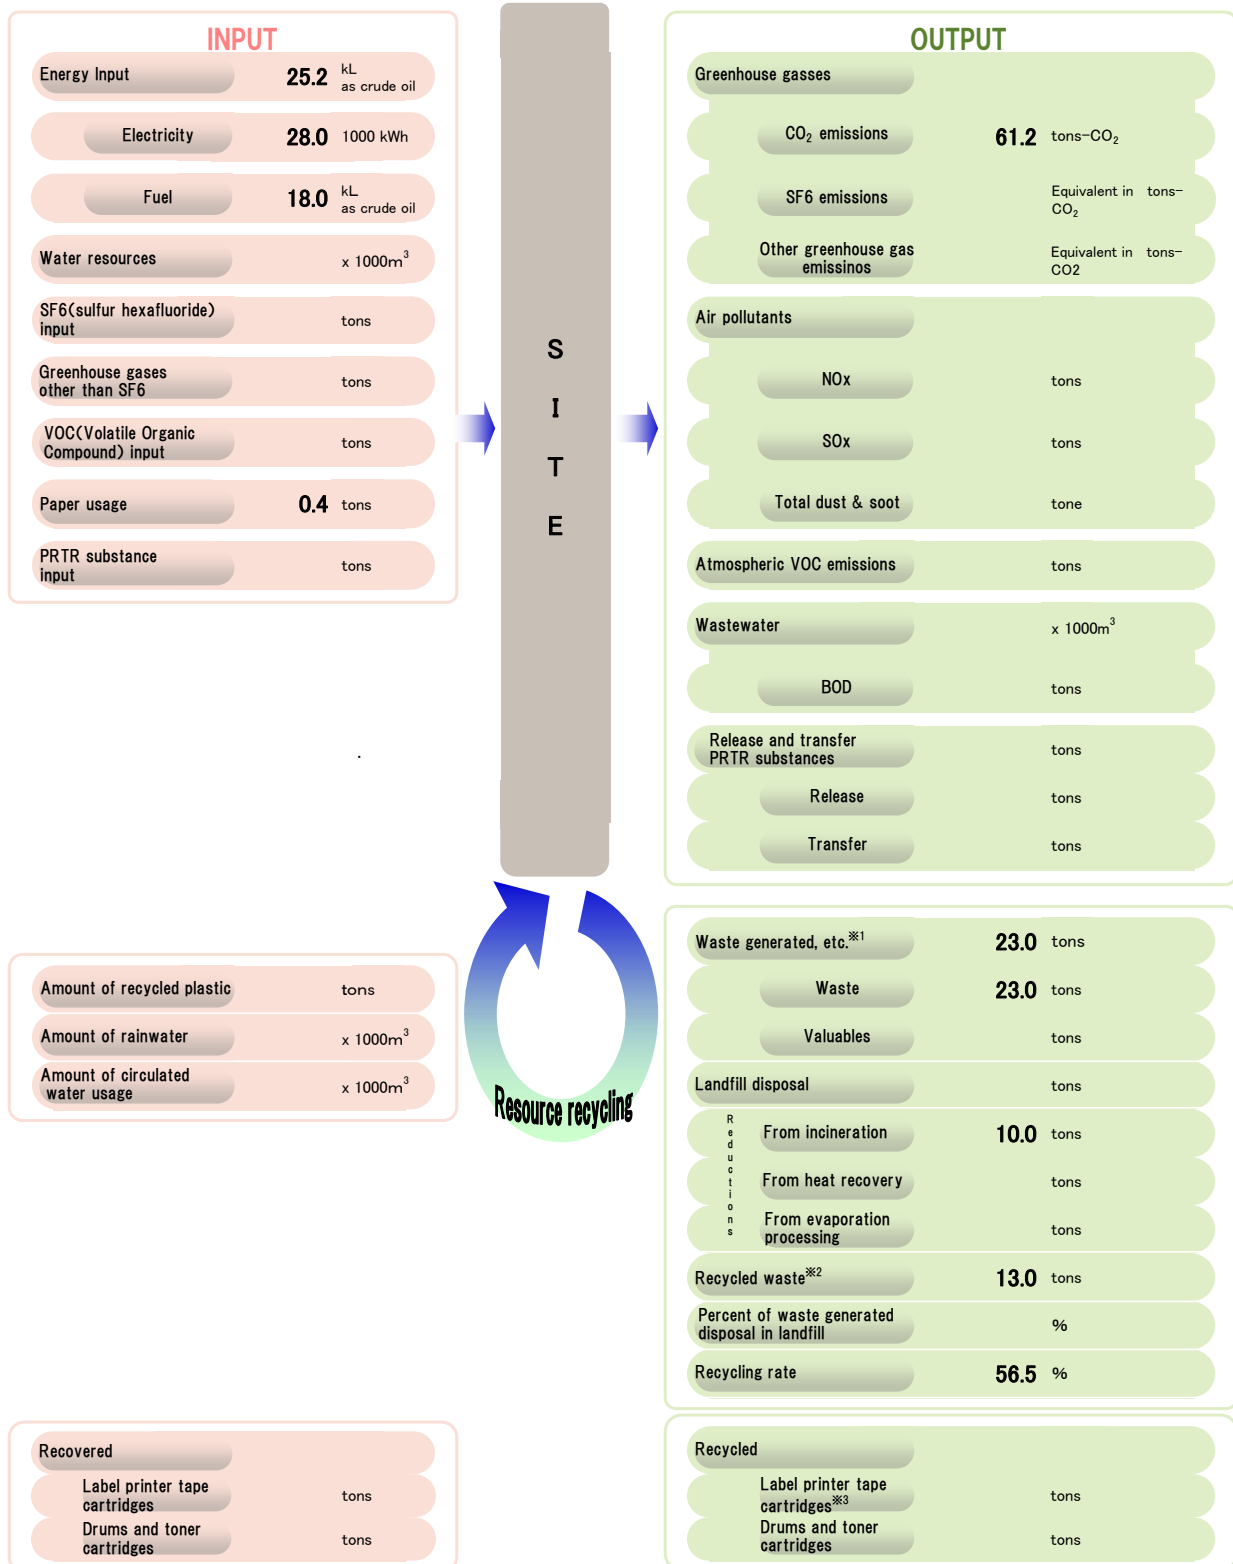 INPUT
Energy Input 25.2 kL
as crude oil
Electricity 28.0 1000 kWh
Fuel 18.0 kL
as crude oil
Water resources x 1000m³
SF6(sulfur hexafluoride)
input tons
Greenhouse gases
other than SF6 tons
VOC(Volatile Organic
Compound) input tons
Paper usage 0.4 tons
PRTR substance
input tons
S
I
T
E
OUTPUT
Greenhouse gasses
CO₂ emissions 61.2 tons-CO₂
SF6 emissions Equivalent in tons-
CO₂
Other greenhouse gas
emissinos Equivalent in tons-
CO2
Air pollutants
NOx tons
SOx tons
Total dust & soot tone
Atmospheric VOC emissions tons
Wastewater x 1000m³
BOD tons
Release and transfer
PRTR substances tons
Release tons
Transfer tons
Resource recycling
Amount of recycled plastic tons
Amount of rainwater x 1000m³
Amount of circulated
water usage x 1000m³
Waste generated, etc.※1 23.0 tons
Waste 23.0 tons
Valuables tons
Landfill disposal tons
Reductions
From incineration 10.0 tons
From heat recovery tons
From evaporation
processing tons
Recycled waste※2 13.0 tons
Percent of waste generated
disposal in landfill %
Recycling rate 56.5 %
Recovered
Label printer tape
cartridges tons
Drums and toner
cartridges tons
Recycled
Label printer tape
cartridges※3 tons
Drums and toner
cartridges tons